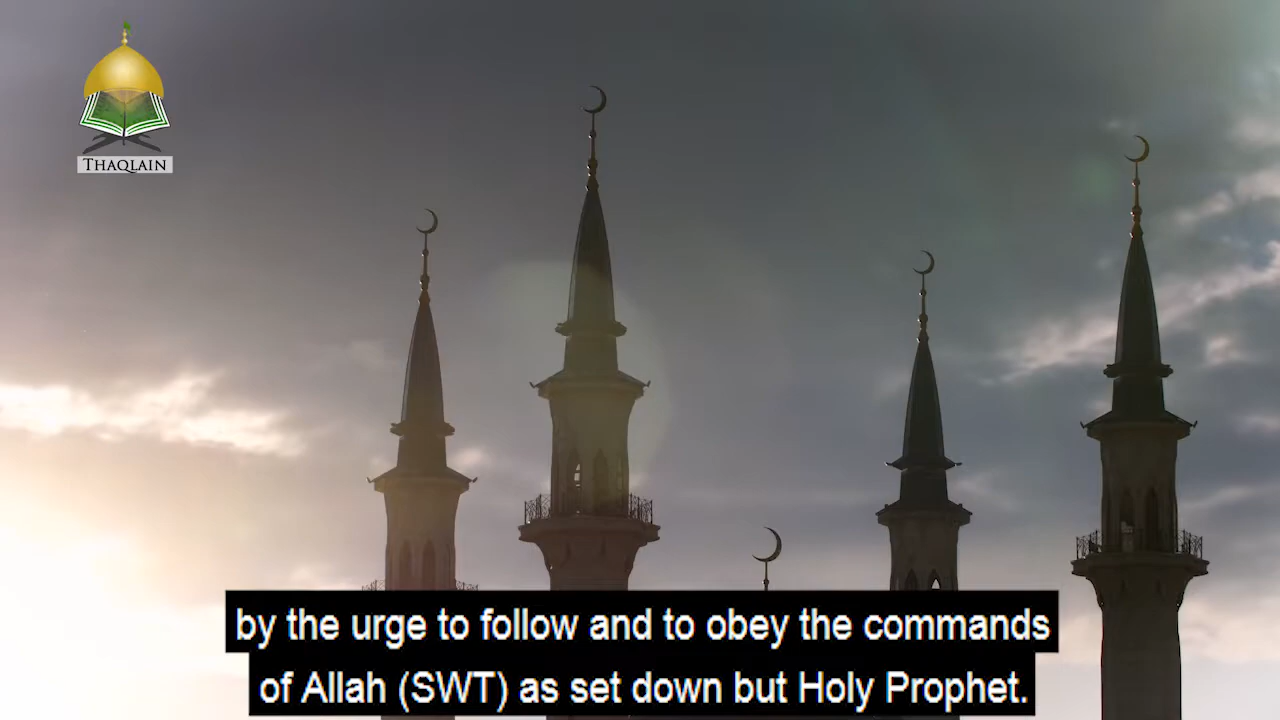 THAQLAIN
by the urge to follow and to obey the commands
of Allah (SWT) as set down but Holy Prophet.